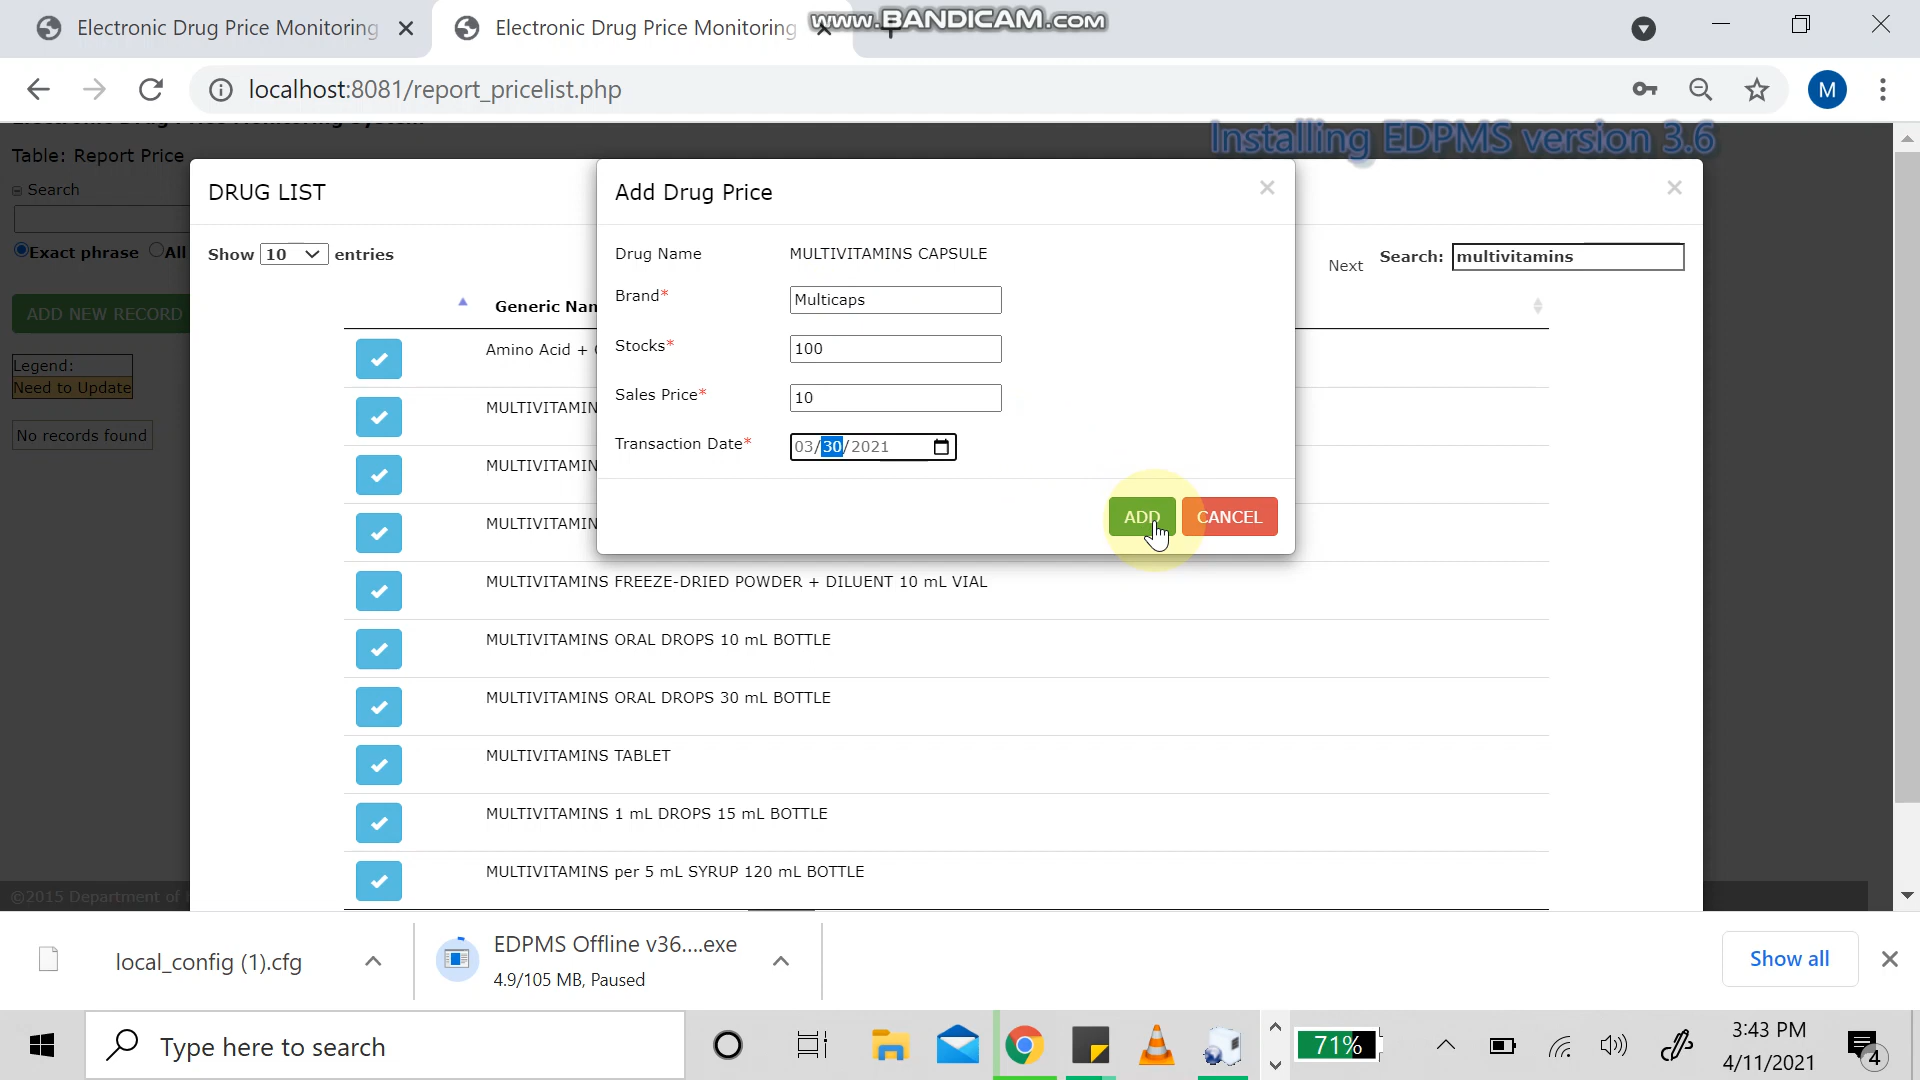 Electronic Drug Price Monitoring
Electronic Drug Price Monitoring
www.BANDICAM.com
localhost:8081/report_pricelist.php
M
Installing EDPMS version 3.6
Table: Report Price
Search
Exact phrase
All
ADD NEW RECORD
Legend:
Need to Update
No records found
©2015 Department of
DRUG LIST
Show 10 entries
Next
Search: multivitamins
Generic Nan
Amino Acid +
MULTIVITAMIN
MULTIVITAMIN
MULTIVITAMIN
MULTIVITAMINS FREEZE-DRIED POWDER + DILUENT 10 mL VIAL
MULTIVITAMINS ORAL DROPS 10 mL BOTTLE
MULTIVITAMINS ORAL DROPS 30 mL BOTTLE
MULTIVITAMINS TABLET
MULTIVITAMINS 1 mL DROPS 15 mL BOTTLE
MULTIVITAMINS per 5 mL SYRUP 120 mL BOTTLE
Add Drug Price
Drug Name MULTIVITAMINS CAPSULE
Brand* Multicaps
Stocks* 100
Sales Price* 10
Transaction Date* 03/30/2021
ADD
CANCEL
local_config (1).cfg
EDPMS Offline v36....exe
4.9/105 MB, Paused
Show all
Type here to search
71%
3:43 PM
4/11/2021
4